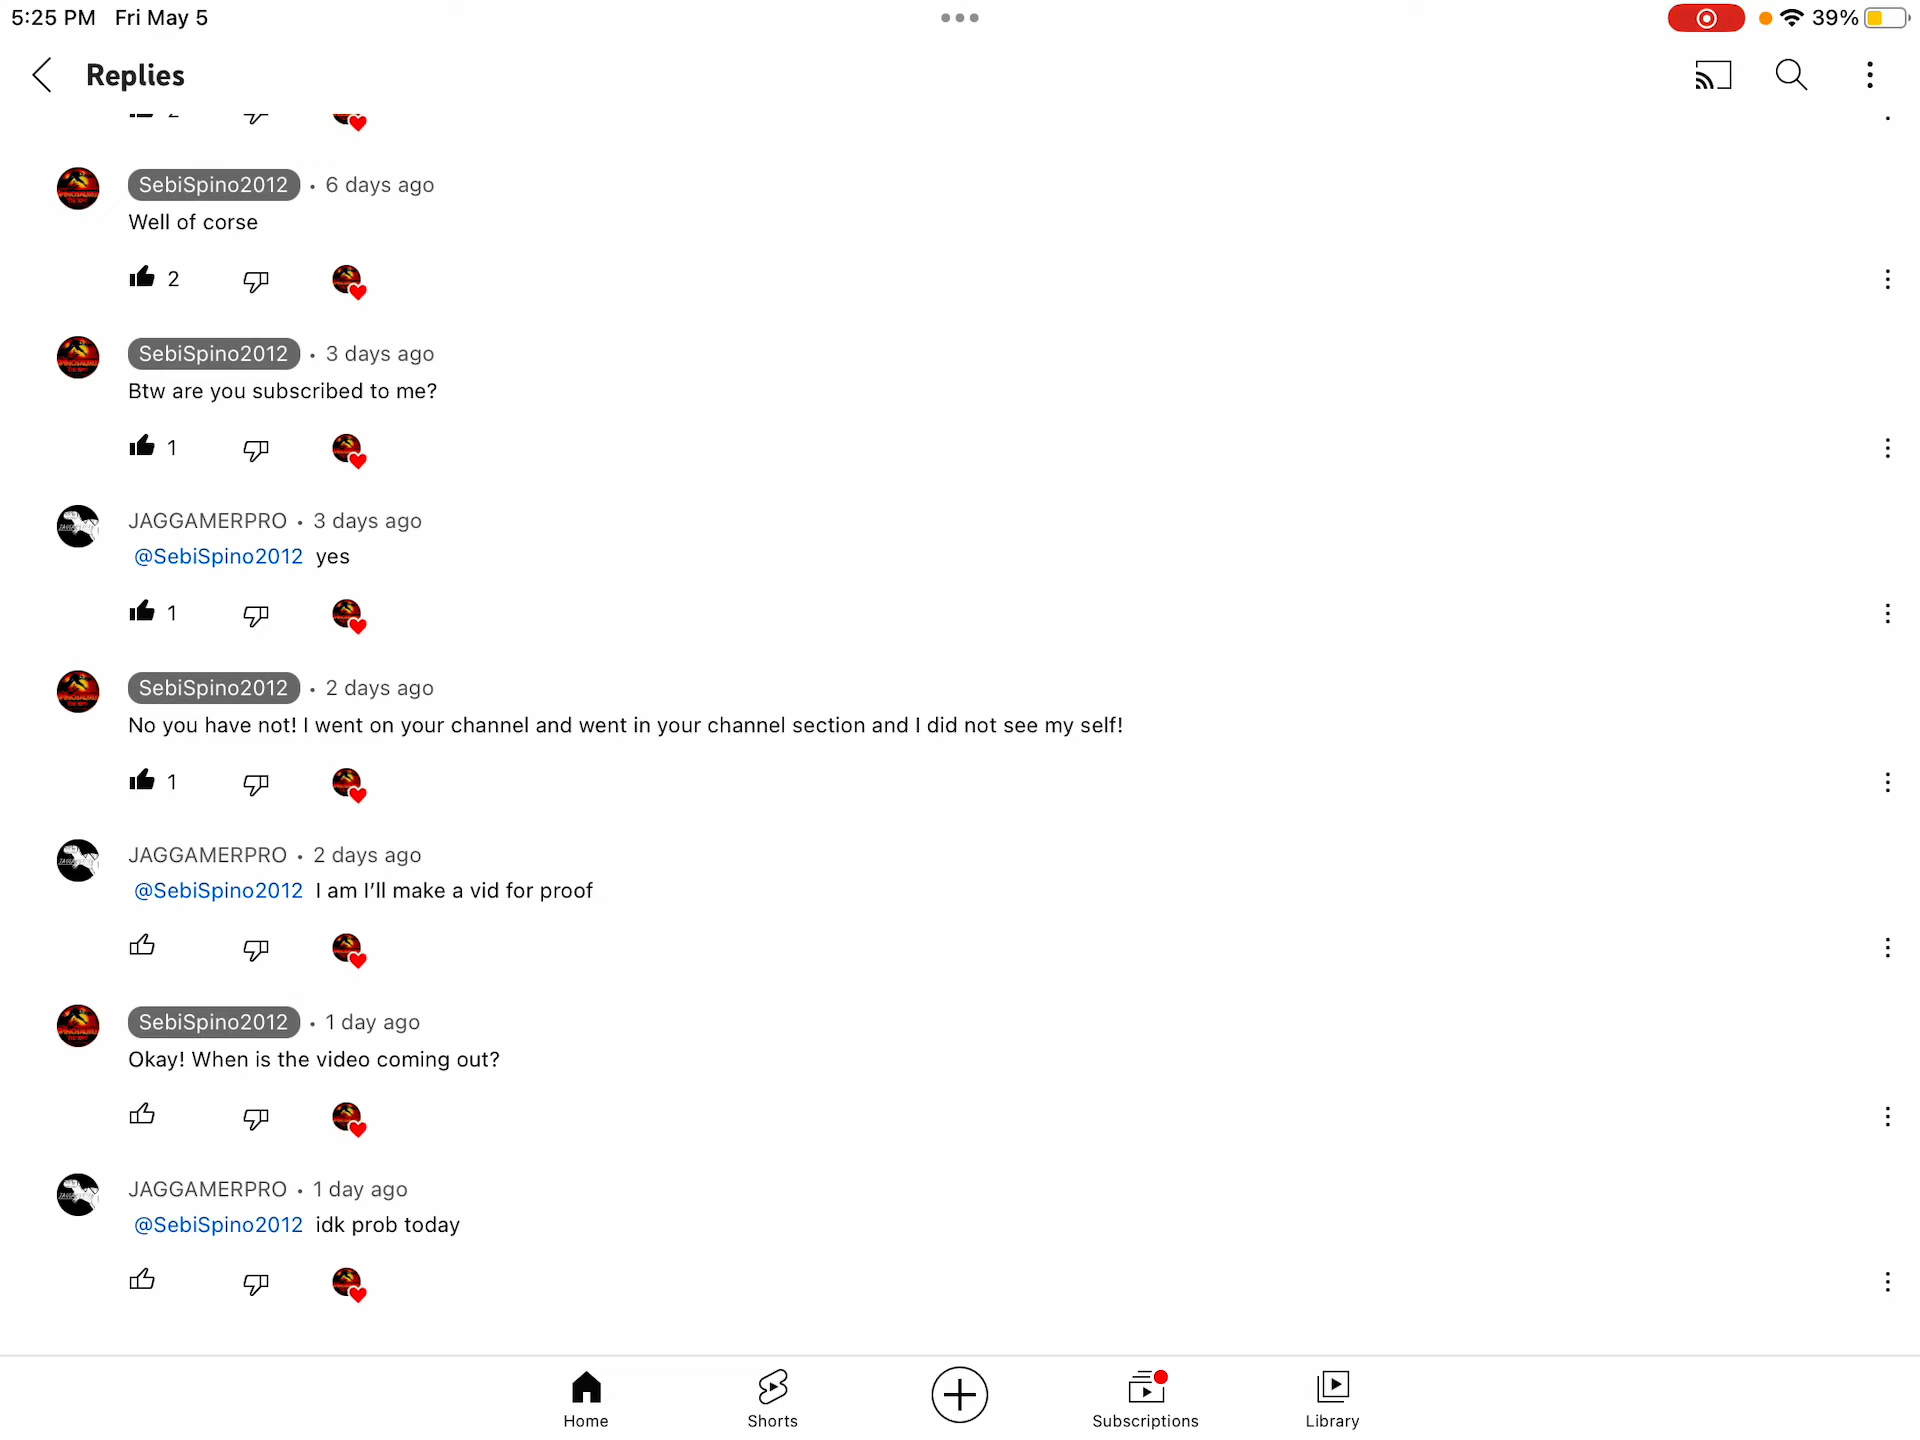 5:25 PM Fri May 5
39%
Replies
2
SebiSpino2012 • 6 days ago
Well of corse
2
SebiSpino2012 • 3 days ago
Btw are you subscribed to me?
1
JAGGAMERPRO • 3 days ago
@SebiSpino2012 yes
1
SebiSpino2012 • 2 days ago
No you have not! I went on your channel and went in your channel section and I did not see my self!
1
JAGGAMERPRO • 2 days ago
@SebiSpino2012 I am I’ll make a vid for proof
SebiSpino2012 • 1 day ago
Okay! When is the video coming out?
JAGGAMERPRO • 1 day ago
@SebiSpino2012 idk prob today
Home
Shorts
Subscriptions
Library